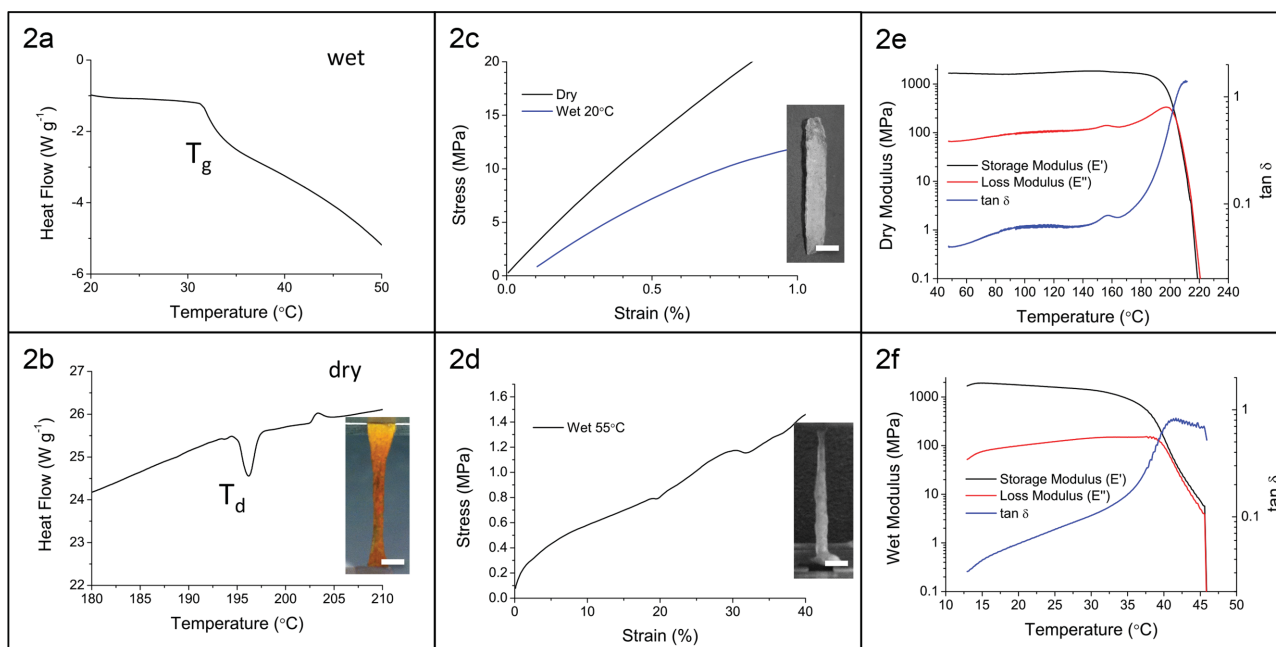 2a
wet
0
-2
-4
-6
Heat Flow (W g⁻¹)
Tg
20 30 40 50
Temperature (°C)
2c
20
15
10
5
0
Stress (MPa)
Dry
Wet 20°C
0.0 0.5 1.0
Strain (%)
2e
1000
100
10
1
0.1
Dry Modulus (MPa)
Storage Modulus (E')
Loss Modulus (E'')
tan δ
1
0.1
tan δ
40 60 80 100 120 140 160 180 200 220 240
Temperature (°C)
2b
dry
27
26
25
24
23
22
Heat Flow (W g⁻¹)
Td
180 185 190 195 200 205 210
Temperature (°C)
2d
1.6
1.4
1.2
1.0
0.8
0.6
0.4
0.2
0.0
Stress (MPa)
Wet 55°C
0 10 20 30 40
Strain (%)
2f
1000
100
10
1
0.1
Wet Modulus (MPa)
Storage Modulus (E')
Loss Modulus (E'')
tan δ
1
0.1
tan δ
10 15 20 25 30 35 40 45 50
Temperature (°C)